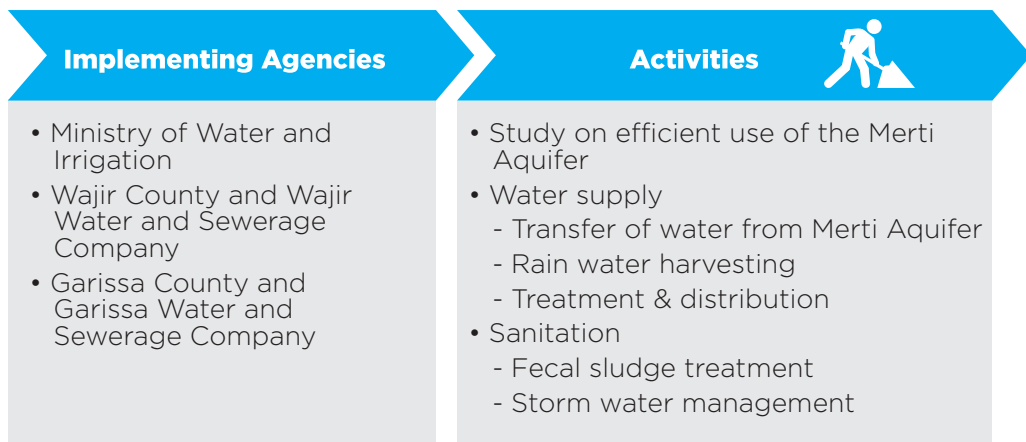 Implementing Agencies
• Ministry of Water and
Irrigation
• Wajir County and Wajir
Water and Sewerage
Company
• Garissa County and
Garissa Water and
Sewerage Company
Activities
• Study on efficient use of the Merti
Aquifer
• Water supply
- Transfer of water from Merti Aquifer
- Rain water harvesting
- Treatment & distribution
• Sanitation
- Fecal sludge treatment
- Storm water management